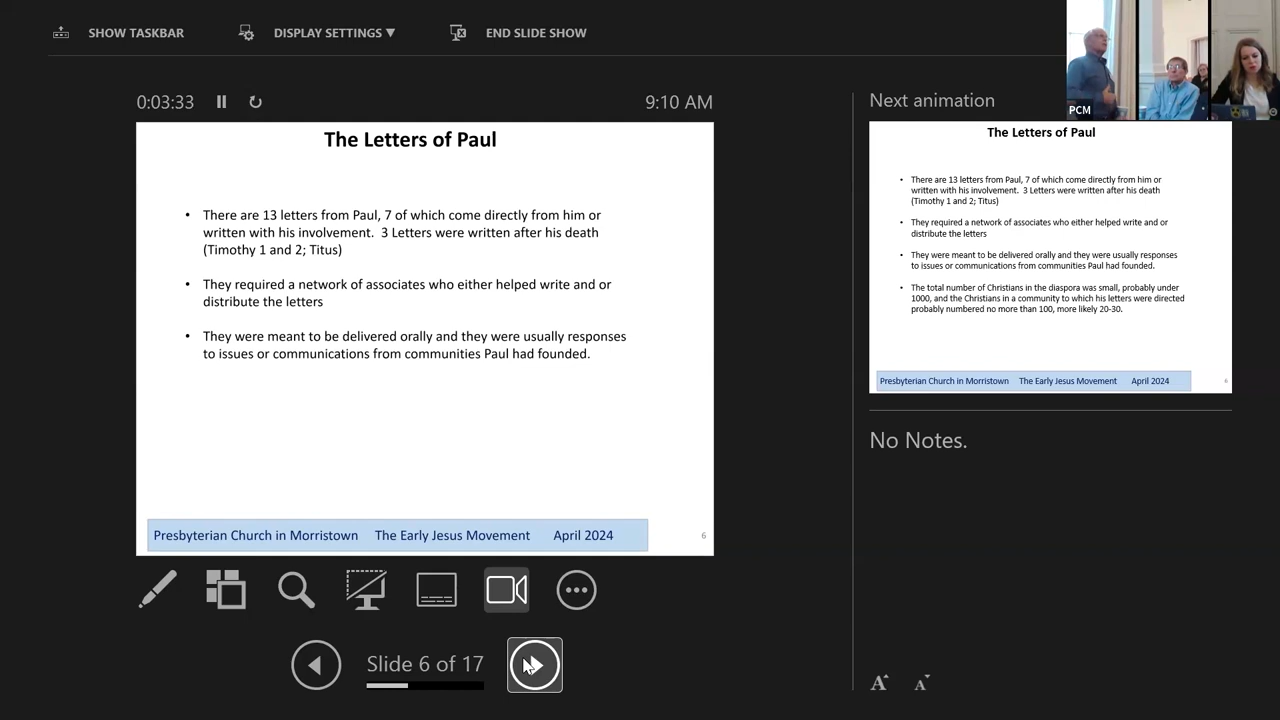 SHOW TASKBAR
DISPLAY SETTINGS ▼
END SLIDE SHOW
PCM
0:03:33
9:10 AM
The Letters of Paul
• There are 13 letters from Paul, 7 of which come directly from him or
written with his involvement. 3 Letters were written after his death
(Timothy 1 and 2; Titus)
• They required a network of associates who either helped write and or
distribute the letters
• They were meant to be delivered orally and they were usually responses
to issues or communications from communities Paul had founded.
Presbyterian Church in Morristown The Early Jesus Movement April 2024
6
Slide 6 of 17
Next animation
The Letters of Paul
• There are 13 letters from Paul, 7 of which come directly from him or
written with his involvement. 3 Letters were written after his death
(Timothy 1 and 2; Titus)
• They required a network of associates who either helped write and or
distribute the letters
• They were meant to be delivered orally and they were usually responses
to issues or communications from communities Paul had founded.
• The total number of Christians in the diaspora was small, probably under
1000, and the Christians in a community to which his letters were directed
probably numbered no more than 100, more likely 20-30.
Presbyterian Church in Morristown The Early Jesus Movement April 2024
6
No Notes.
A A